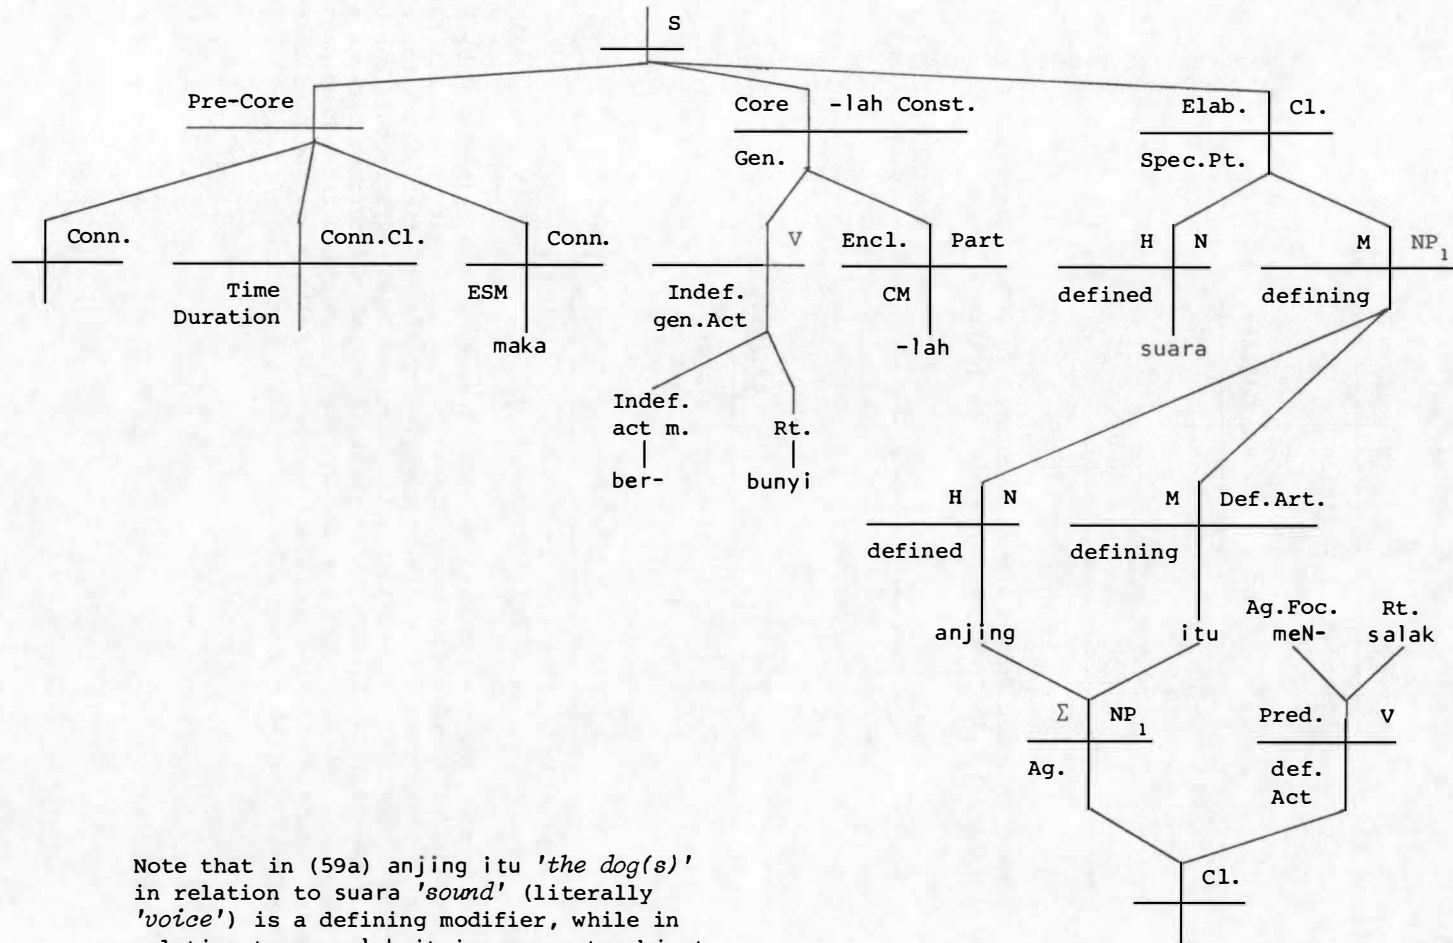 S
Pre-Core
Core -lah Const.
Elab. Cl.
Gen.
Spec.Pt.
Conn.
Conn.Cl.
Conn.
V
Encl. Part
H N
M NP1
Time
Duration
ESM
Indef.
gen.Act
CM
defined
defining
maka
-lah
suara
Indef.
act m.
Rt.
ber-
bunyi
H N
M Def.Art.
defined
defining
Ag.Foc.
Rt.
anjing
itu
meN-
salak
Σ NP1
Pred. V
Ag.
def.
Act
Cl.
Note that in (59a) anjing itu 'the dog(s)'
in relation to suara 'sound' (literally
'voice') is a defining modifier, while in